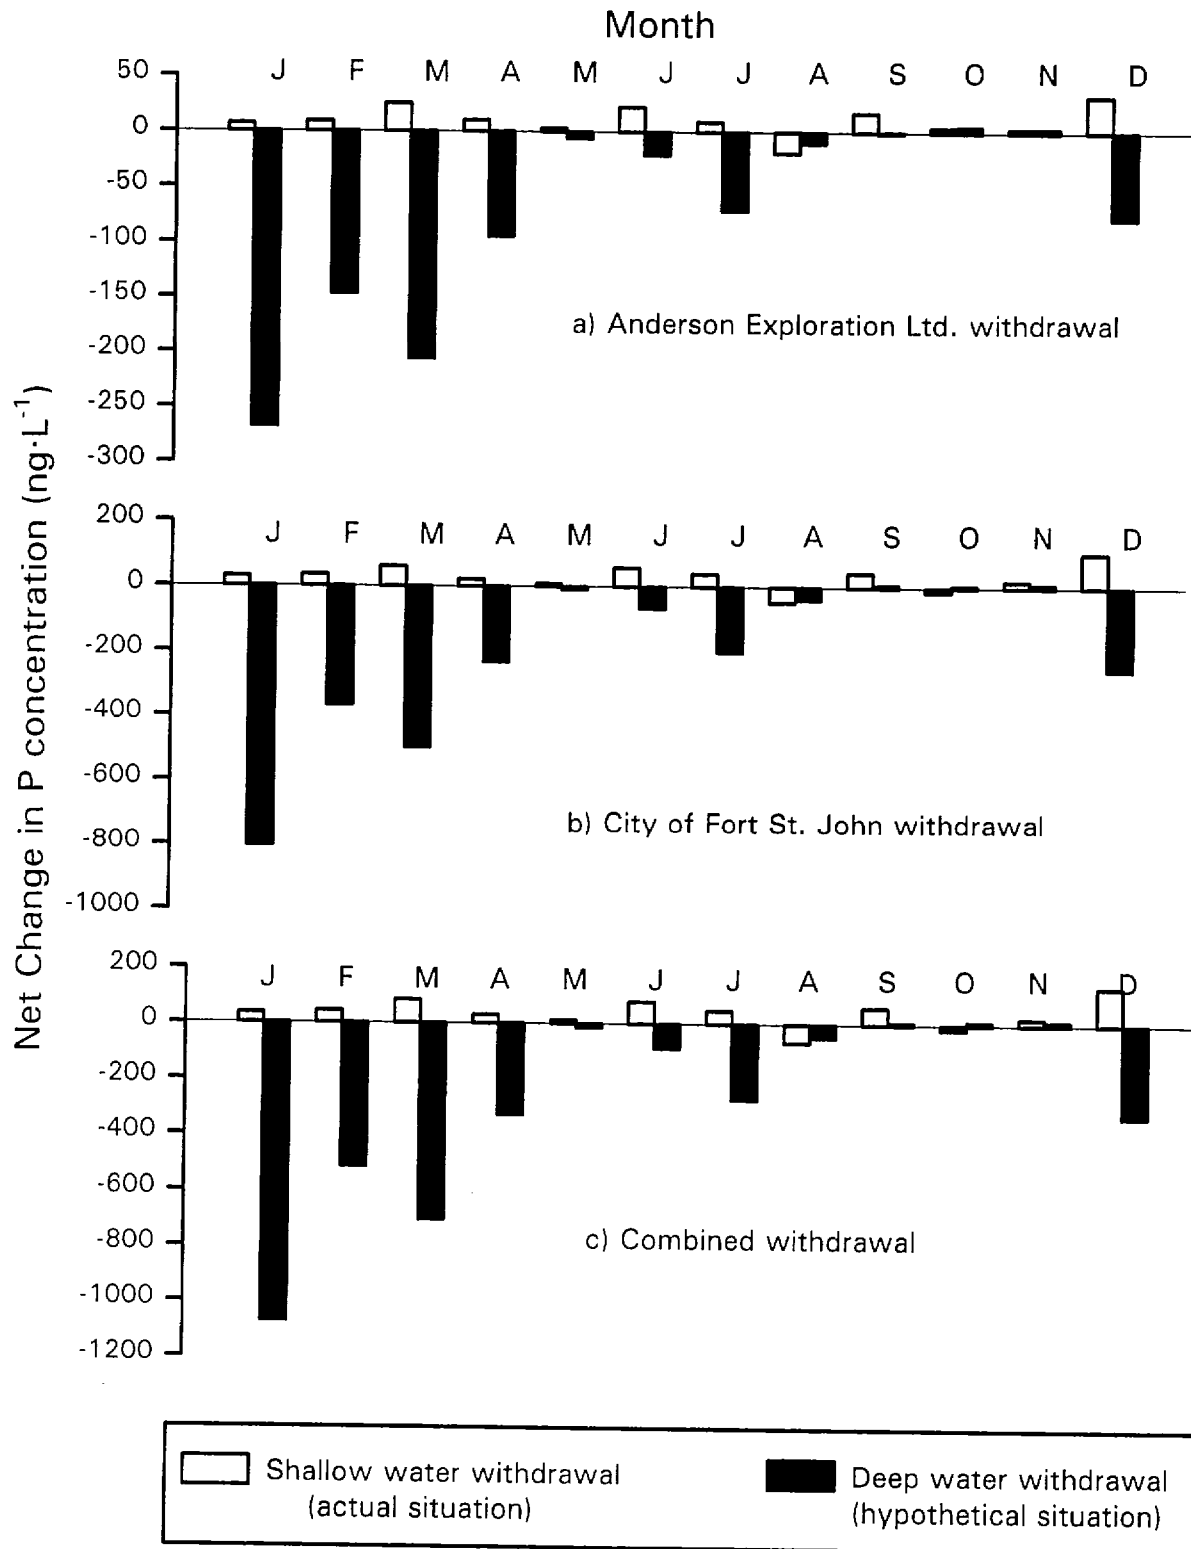 Month
J F M A M J J A S O N D
50
0
-50
-100
-150
-200
-250
-300
a) Anderson Exploration Ltd. withdrawal
Net Change in P concentration (ng·L⁻¹)
J F M A M J J A S O N D
200
0
-200
-400
-600
-800
-1000
b) City of Fort St. John withdrawal
J F M A M J J A S O N D
200
0
-200
-400
-600
-800
-1000
-1200
c) Combined withdrawal
Shallow water withdrawal
(actual situation)
Deep water withdrawal
(hypothetical situation)